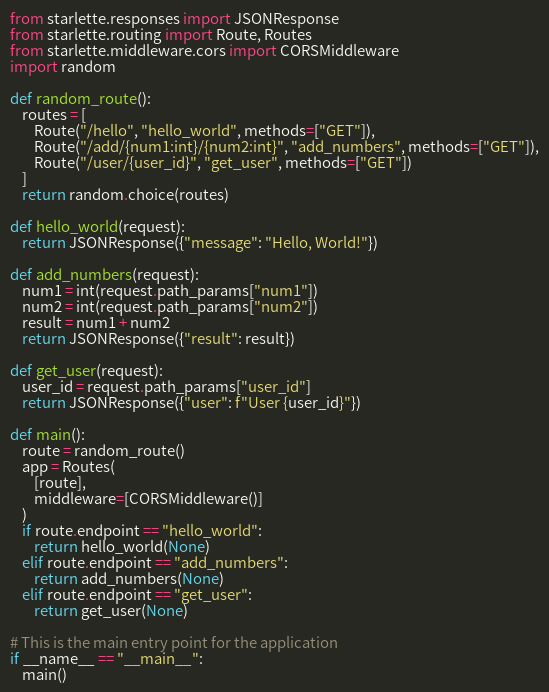 from starlette.responses import JSONResponse
from starlette.routing import Route, Routes
from starlette.middleware.cors import CORSMiddleware
import random

def random_route():
    routes = [
        Route("/hello", "hello_world", methods=["GET"]),
        Route("/add/{num1:int}/{num2:int}", "add_numbers", methods=["GET"]),
        Route("/user/{user_id}", "get_user", methods=["GET"])
    ]
    return random.choice(routes)

def hello_world(request):
    return JSONResponse({"message": "Hello, World!"})

def add_numbers(request):
    num1 = int(request.path_params["num1"])
    num2 = int(request.path_params["num2"])
    result = num1 + num2
    return JSONResponse({"result": result})

def get_user(request):
    user_id = request.path_params["user_id"]
    return JSONResponse({"user": f"User {user_id}"})

def main():
    route = random_route()
    app = Routes(
        [route],
        middleware=[CORSMiddleware()]
    )
    if route.endpoint == "hello_world":
        return hello_world(None)
    elif route.endpoint == "add_numbers":
        return add_numbers(None)
    elif route.endpoint == "get_user":
        return get_user(None)

# This is the main entry point for the application
if __name__ == "__main__":
    main()